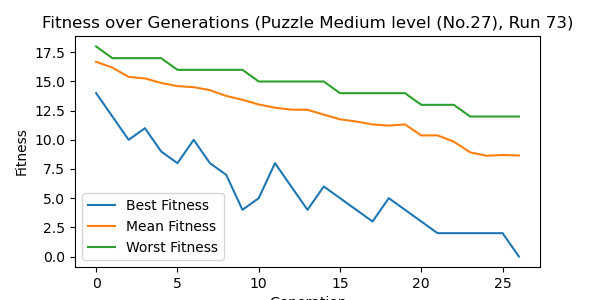 Fitness over Generations (Puzzle Medium level (No.27), Run 73)
Fitness
17.5
15.0
12.5
10.0
7.5
5.0
2.5
0.0
Best Fitness
Mean Fitness
Worst Fitness
0 5 10 15 20 25
Generation